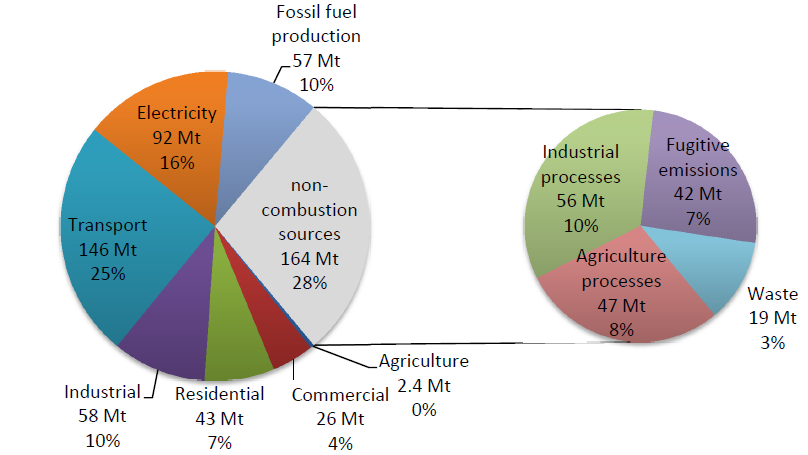 Fossil fuel
production
57 Mt
10%
Electricity
92 Mt
16%
non-
combustion
sources
164 Mt
28%
Transport
146 Mt
25%
Industrial
58 Mt
10%
Residential
43 Mt
7%
Commercial
26 Mt
4%
Agriculture
2.4 Mt
0%
Industrial
processes
56 Mt
10%
Fugitive
emissions
42 Mt
7%
Agriculture
processes
47 Mt
8%
Waste
19 Mt
3%